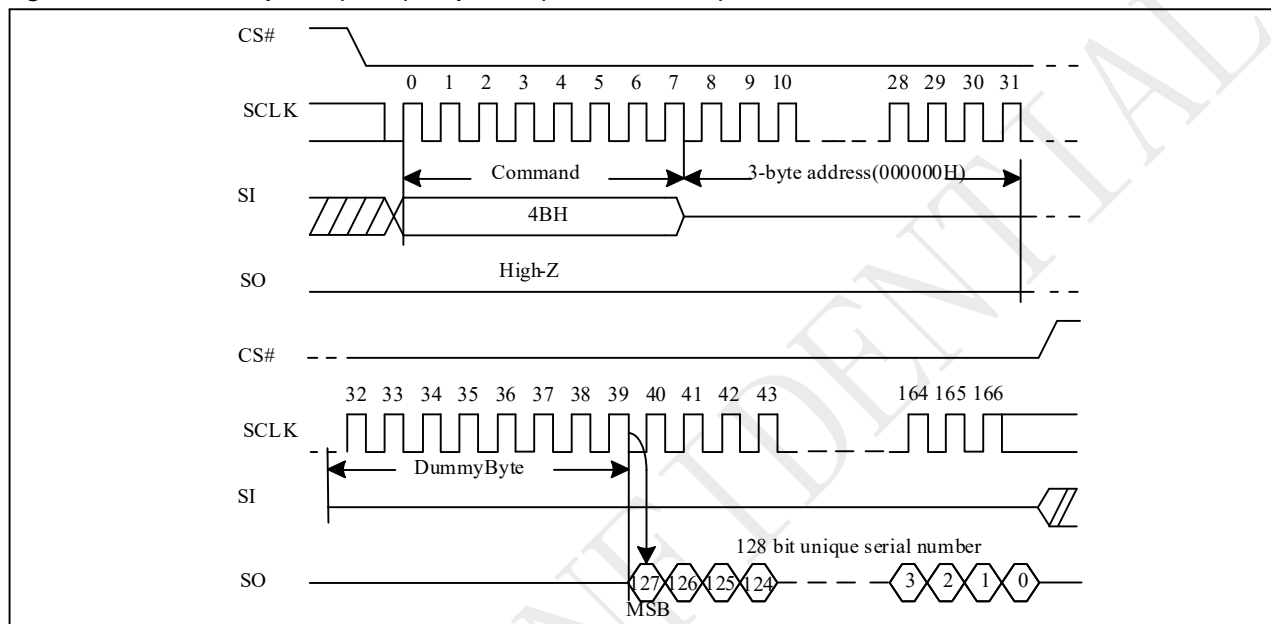 CS#
0 1 2 3 4 5 6 7 8 9 10 28 29 30 31
SCLK
Command 3-byte address(000000H)
SI
4BH
High-Z
SO
CS#
32 33 34 35 36 37 38 39 40 41 42 43 164 165 166
SCLK
DummyByte
SI
128 bit unique serial number
SO
127 126 125 124 3 2 1 0
MSB